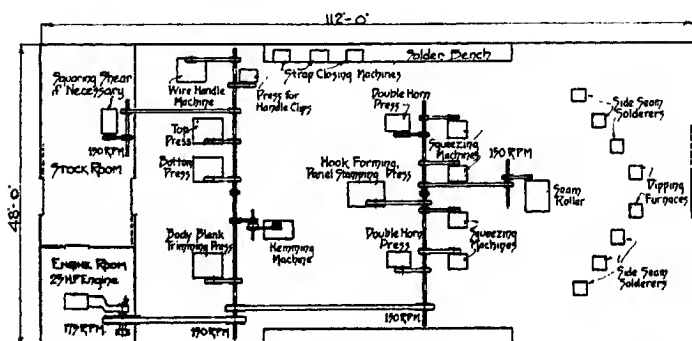 112'-0"
48'-0"
Squaring Shear
if Necessary
190 RPM
STOCK ROOM
ENGINE ROOM
25 H.P. Engine
175 RPM
Wire Handle
Machine
Press for
Handle Clips
Top
Press
Bottom
Press
Body Blank
Trimming Press
Hemming
Machine
190 RPM
Strap Closing Machines
Solder Bench
Double Horn
Press
Squeezing
Machines
Hook Forming,
Panel Stamping Press
150 RPM
Seam
Roller
Double Horn
Press
Squeezing
Machines
150 RPM
Side Seam
Solderers
Dipping
Furnaces
Side Seam
Solderers